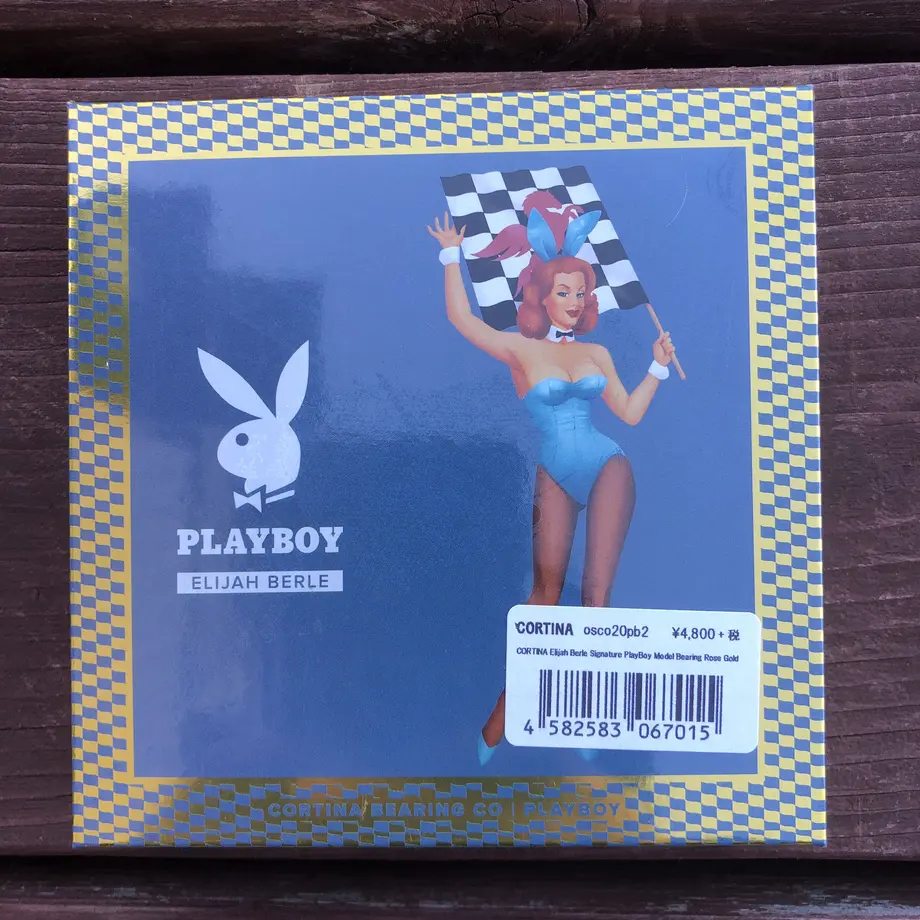 PLAYBOY
ELIJAH BERLE
CORTINA osco20pb2 ¥4,800+税
CORTINA Elijah Berle Signature PlayBoy Model Bearing Rose Gold
4 582583 067015
CORTINA BEARING CO | PLAYBOY